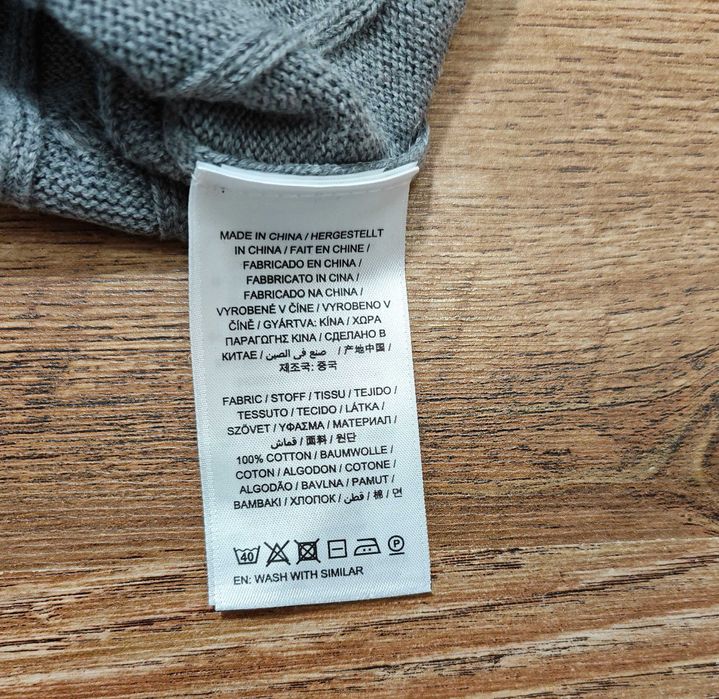 MADE IN CHINA / HERGESTELLT
IN CHINA / FAIT EN CHINE /
FABRICADO EN CHINA /
FABBRICATO IN CINA /
FABRICADO NA CHINA /
VYROBENÉ V ČÍNE / VYROBENO V
ČÍNĚ / GYÁRTVA: KÍNA / ΧΩΡΑ
ΠΑΡΑΓΩΓΗΣ ΚΙΝΑ / СДЕЛАНО В
КИТАЕ / صنع في الصين / 产地中国 /
제조국: 중국
FABRIC / STOFF / TISSU / TEJIDO /
TESSUTO / TECIDO / LÁTKA /
SZÖVET / ΥΦΑΣΜΑ / МАТЕРИАЛ /
قماش / 面料 / 원단
100% COTTON / BAUMWOLLE /
COTON / ALGODON / COTONE /
ALGODÃO / BAVLNA / PAMUT /
BAMBAKI / ХЛОПОК / قطن / 棉 / 면
40 P
EN: WASH WITH SIMILAR